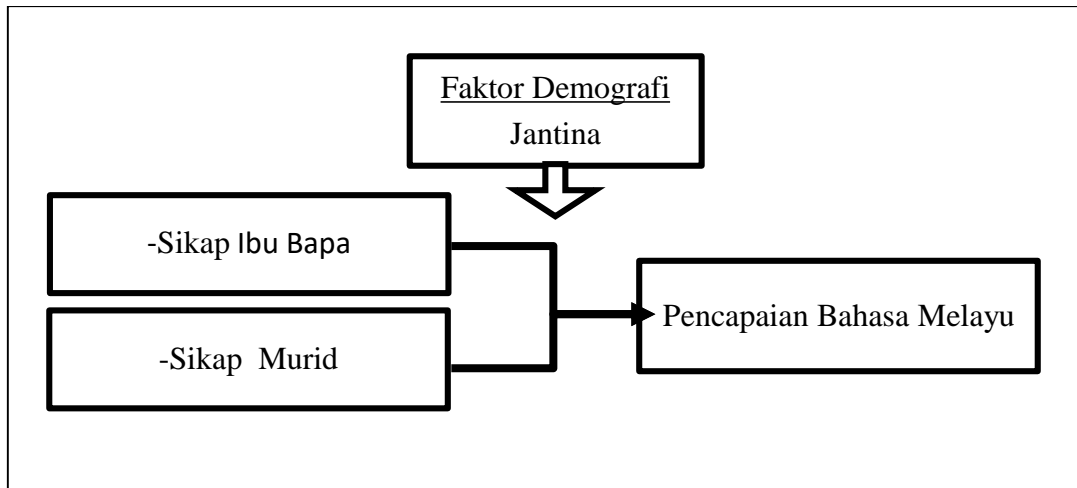 Faktor Demografi
Jantina
-Sikap Ibu Bapa
-Sikap Murid
Pencapaian Bahasa Melayu